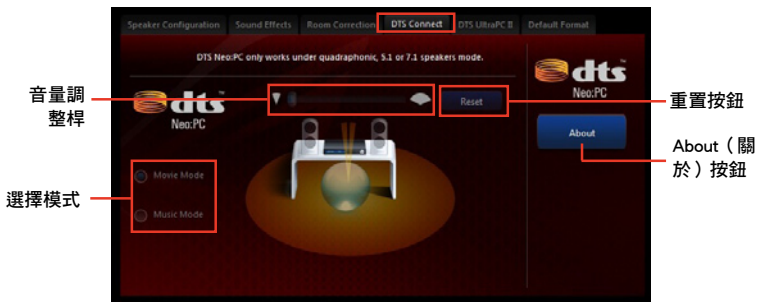 Speaker Configuration Sound Effects Room Correction DTS Connect DTS UltraPC II Default Format
DTS Neo:PC only works under quadraphonic, 5.1 or 7.1 speakers mode.
音量調
整桿
dts
Neo:PC
Reset
重置按鈕
dts
Neo:PC
About
About（關
於）按鈕
選擇模式
Movie Mode
Music Mode